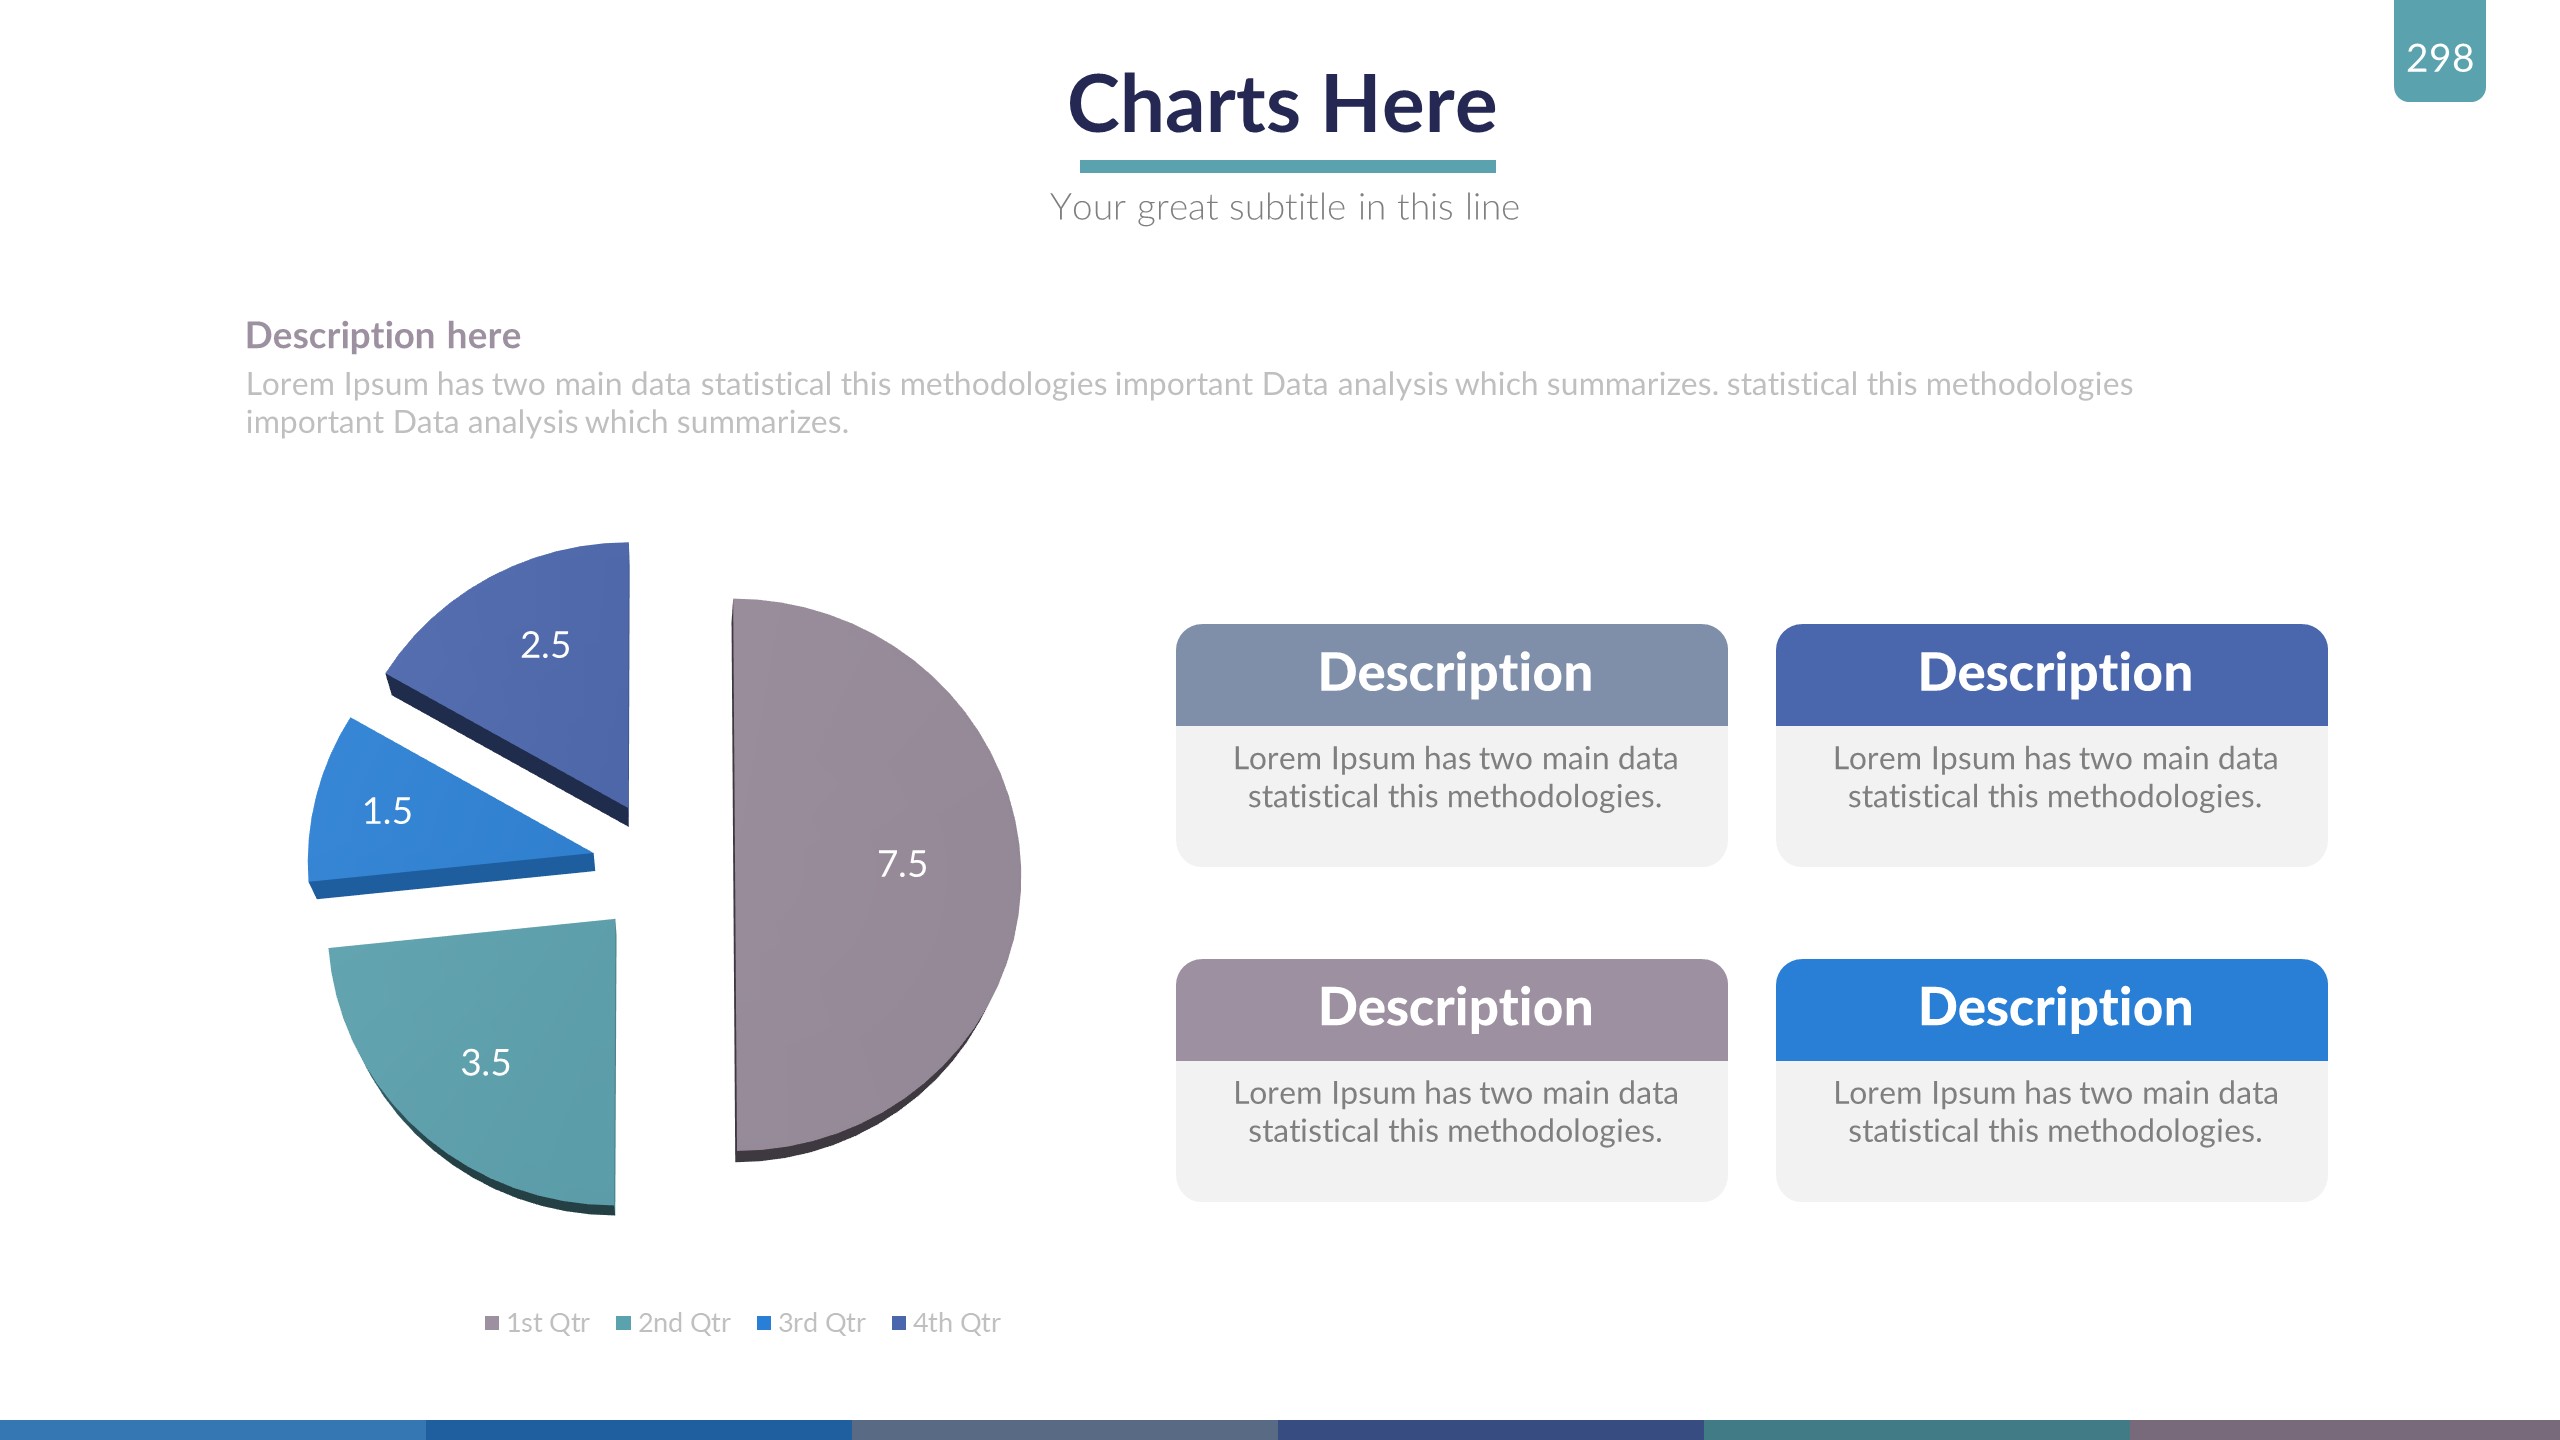 298
Charts Here
Your great subtitle in this line
Description here
Lorem Ipsum has two main data statistical this methodologies important Data analysis which summarizes. statistical this methodologies
important Data analysis which summarizes.
2.5
1.5
7.5
3.5
1st Qtr 2nd Qtr 3rd Qtr 4th Qtr
Description
Lorem Ipsum has two main data
statistical this methodologies.
Description
Lorem Ipsum has two main data
statistical this methodologies.
Description
Lorem Ipsum has two main data
statistical this methodologies.
Description
Lorem Ipsum has two main data
statistical this methodologies.